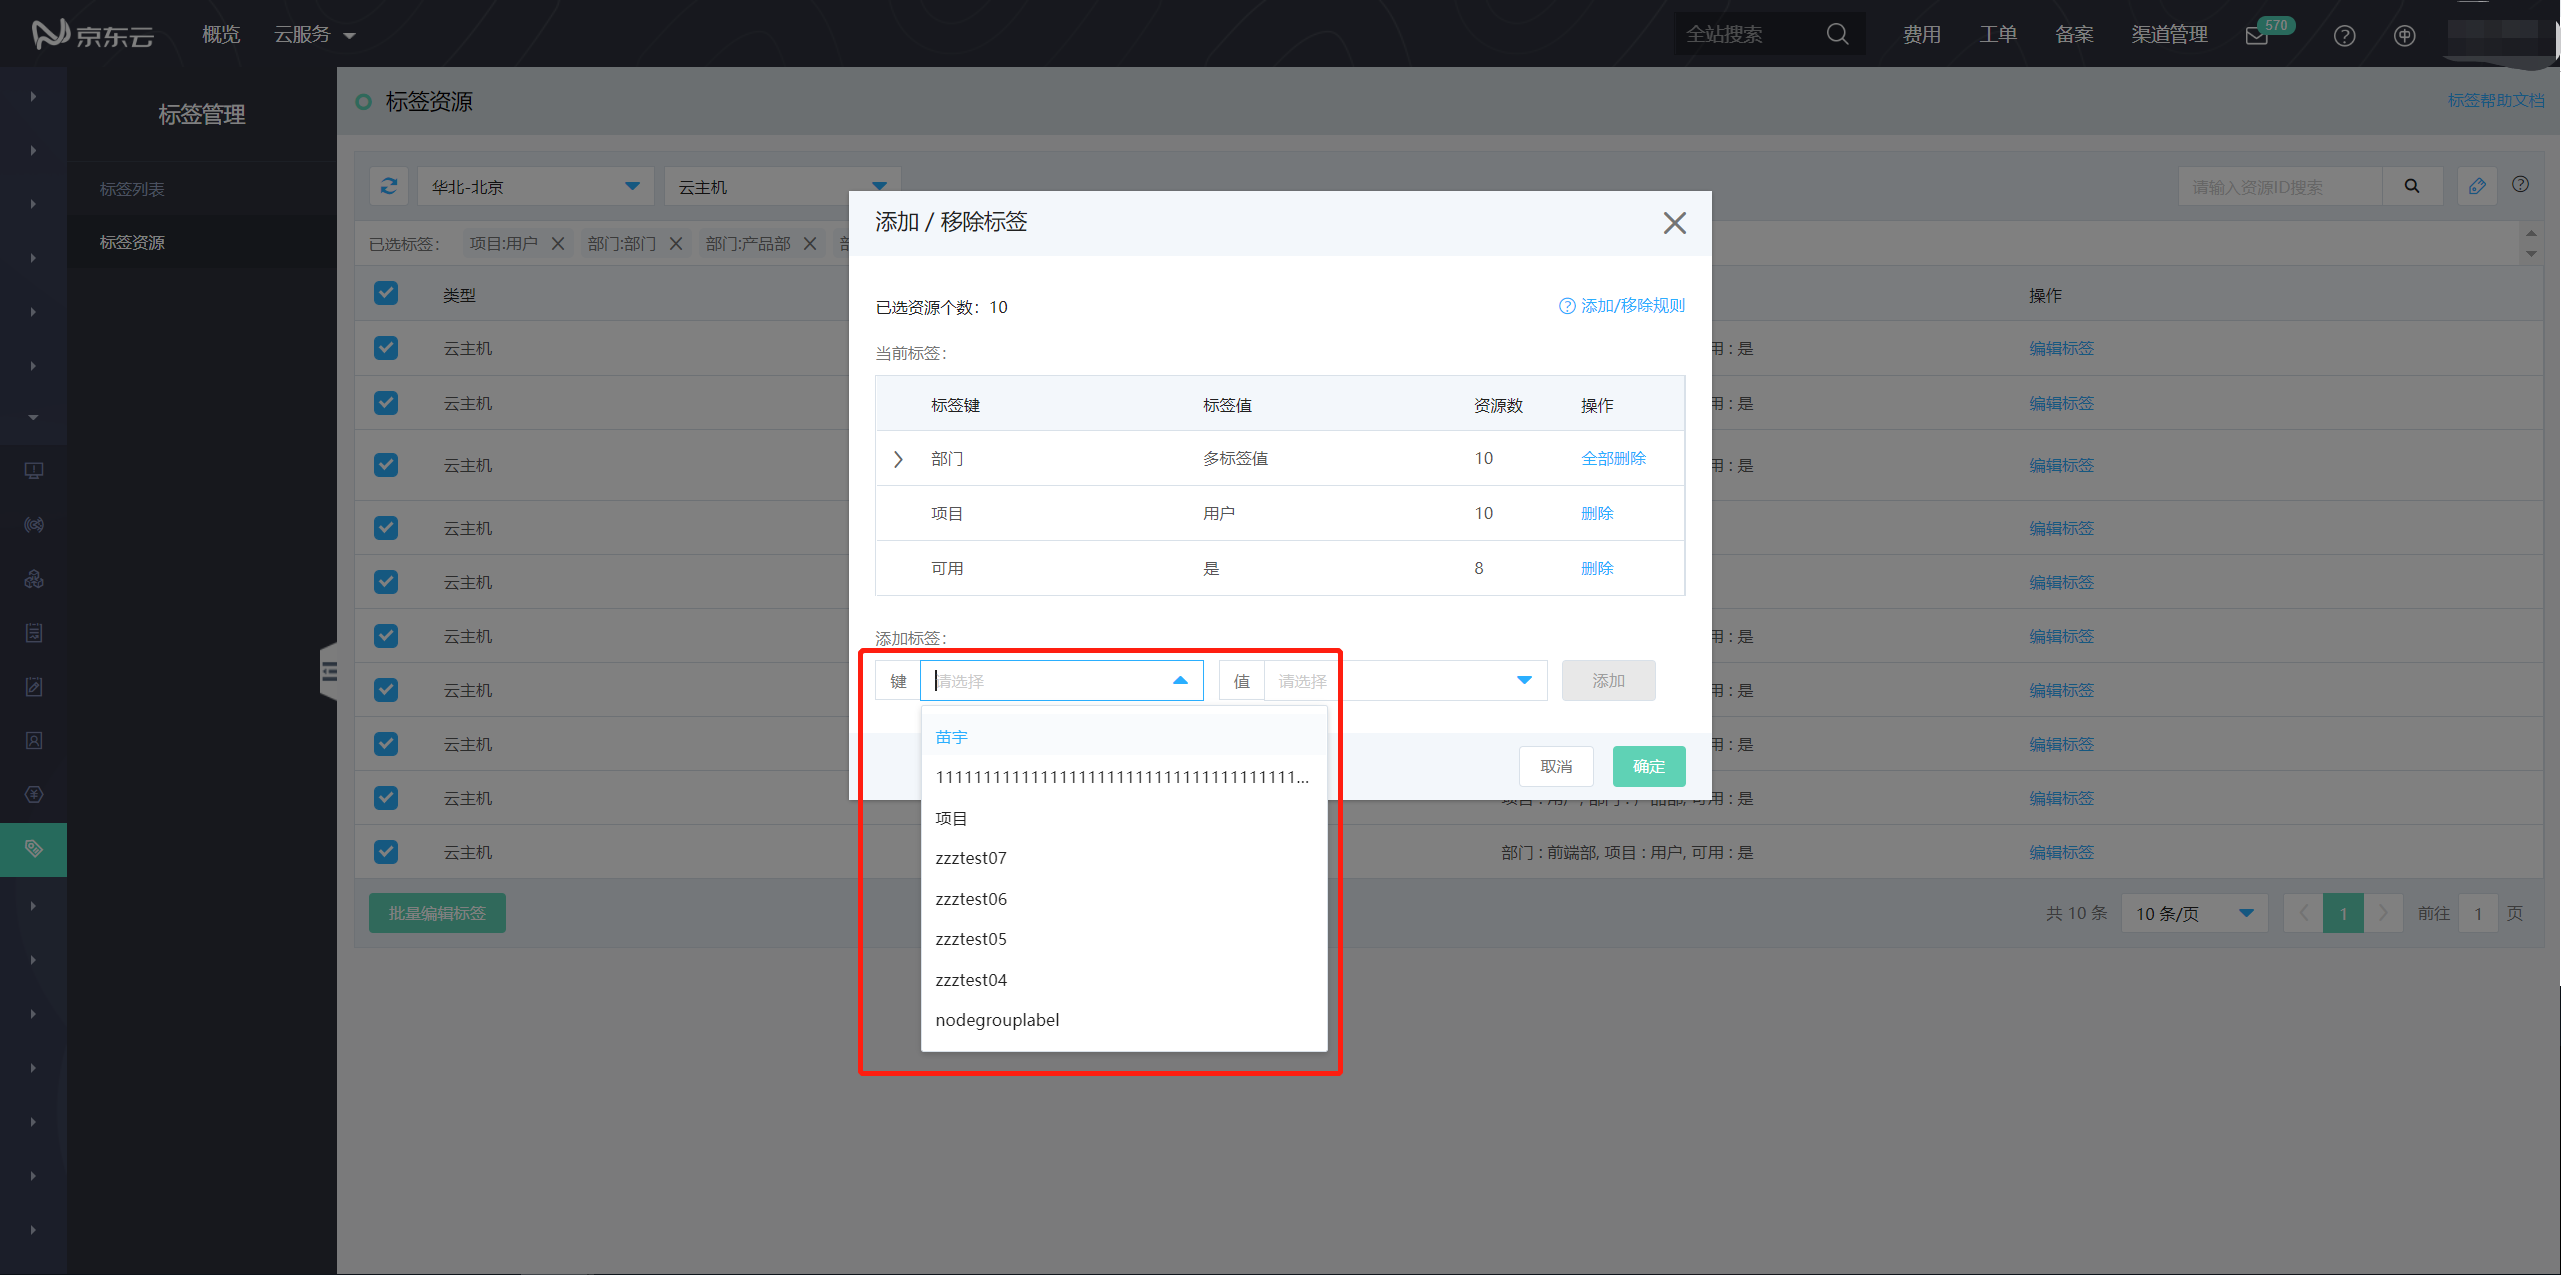 京东云 概览 云服务 全站搜索 费用 工单 备案 渠道管理 570
标签管理
标签列表
标签资源
标签资源 标签帮助文档
华北-北京 云主机 请输入资源ID搜索
已选标签： 项目:用户 部门:部门 部门:产品部
类型 操作
云主机 用 : 是 编辑标签
云主机 用 : 是 编辑标签
云主机 用 : 是 编辑标签
云主机 编辑标签
云主机 编辑标签
云主机 用 : 是 编辑标签
云主机 用 : 是 编辑标签
云主机 用 : 是 编辑标签
云主机 项目 : 用户, 部门 : 产品部, 可用 : 是 编辑标签
云主机 部门 : 前端部, 项目 : 用户, 可用 : 是 编辑标签
批量编辑标签 共 10 条 10 条/页 1 前往 1 页
添加 / 移除标签
已选资源个数：10 添加/移除规则
当前标签：
标签键 标签值 资源数 操作
部门 多标签值 10 全部删除
项目 用户 10 删除
可用 是 8 删除
添加标签：
键 请选择 值 请选择 添加
苗宇
11111111111111111111111111111111111111...
项目
zzztest07
zzztest06
zzztest05
zzztest04
nodegrouplabel
取消 确定